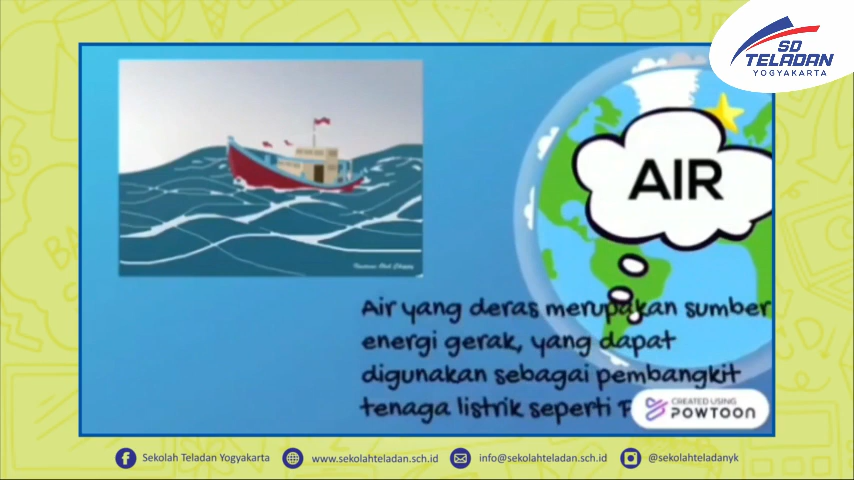 SD
TELADAN
YOGYAKARTA
AIR
Air yang deras merupakan sumber
energi gerak, yang dapat
digunakan sebagai pembangkit
tenaga listrik seperti
CREATED USING
POWTOON
Sekolah Teladan Yogyakarta
www.sekolahteladan.sch.id
info@sekolahteladan.sch.id
@sekolahteladanyk